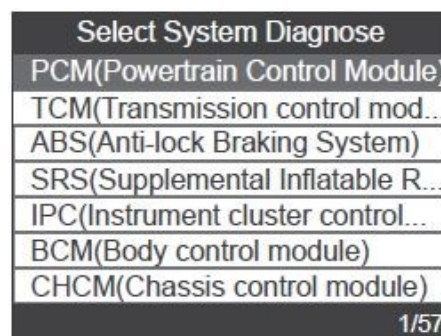 Select System Diagnose
PCM(Powertrain Control Module)
TCM(Transmission control mod...
ABS(Anti-lock Braking System)
SRS(Supplemental Inflatable R...
IPC(Instrument cluster control...
BCM(Body control module)
CHCM(Chassis control module)
1/57